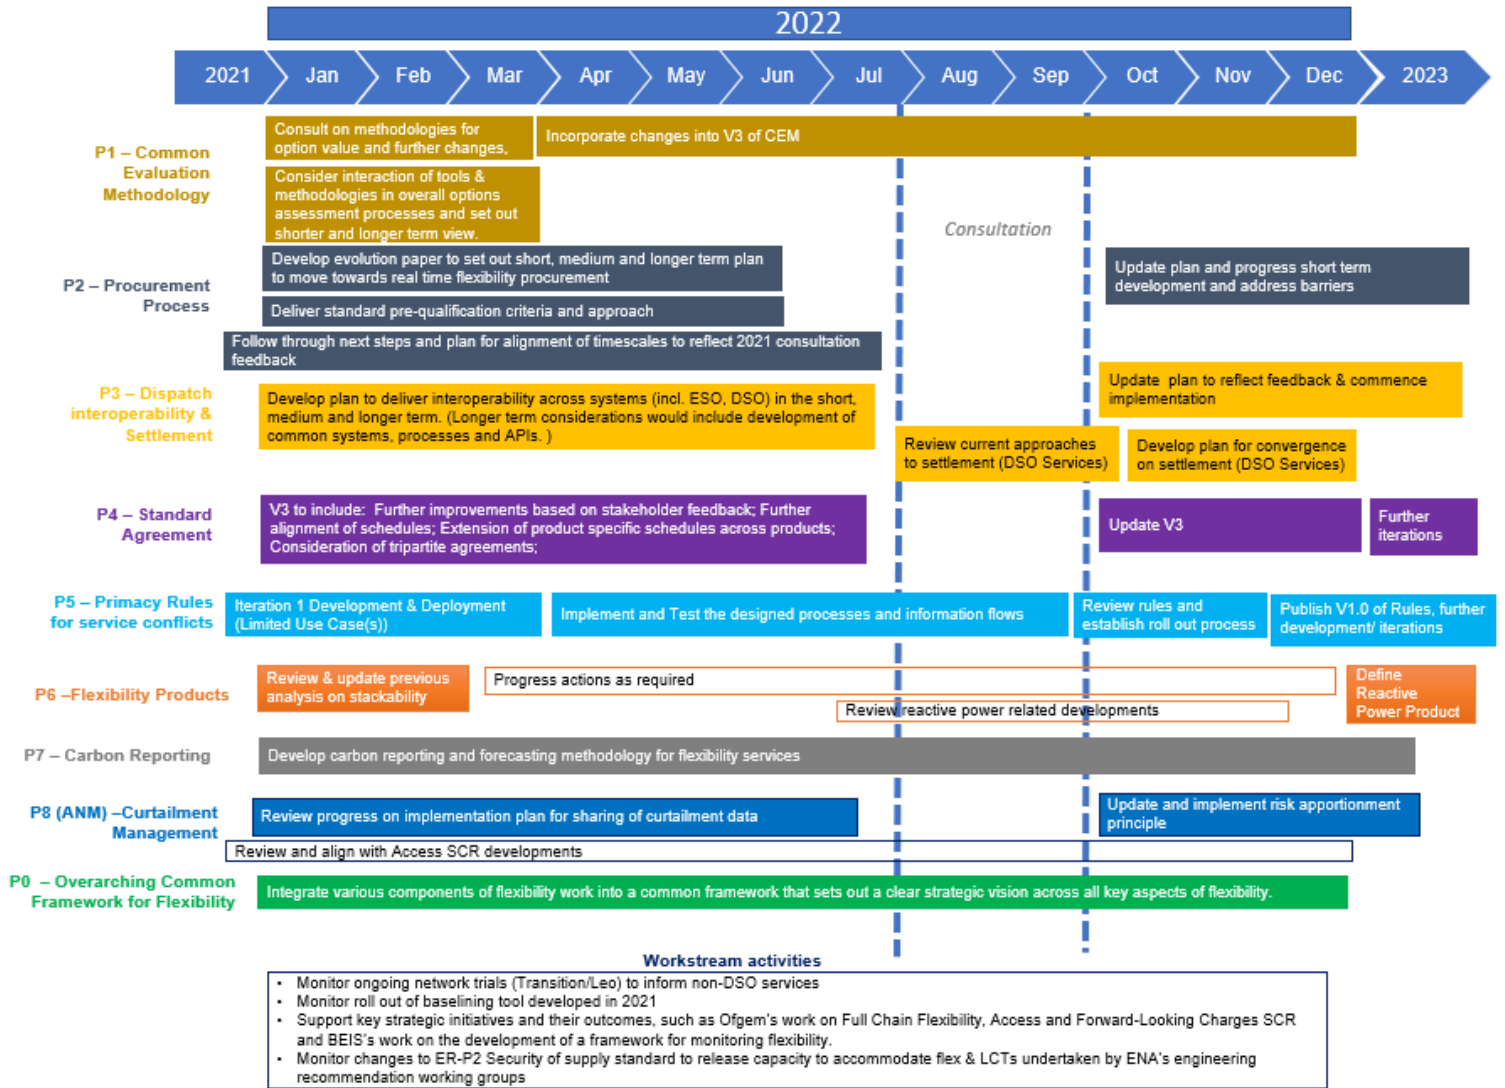 2022
2021
Jan
Feb
Mar
Apr
May
Jun
Jul
Aug
Sep
Oct
Nov
Dec
2023
P1 – Common
Evaluation
Methodology
Consult on methodologies for
option value and further changes,
Incorporate changes into V3 of CEM
Consider interaction of tools &
methodologies in overall options
assessment processes and set out
shorter and longer term view.
Consultation
P2 – Procurement
Process
Develop evolution paper to set out short, medium and longer term plan
to move towards real time flexibility procurement
Update plan and progress short term
development and address barriers
Deliver standard pre-qualification criteria and approach
Follow through next steps and plan for alignment of timescales to reflect 2021 consultation
feedback
P3 – Dispatch
interoperability &
Settlement
Develop plan to deliver interoperability across systems (incl. ESO, DSO) in the short,
medium and longer term. (Longer term considerations would include development of
common systems, processes and APIs. )
Update plan to reflect feedback & commence
implementation
Review current approaches
to settlement (DSO Services)
Develop plan for convergence
on settlement (DSO Services)
P4 – Standard
Agreement
V3 to include: Further improvements based on stakeholder feedback; Further
alignment of schedules; Extension of product specific schedules across products;
Consideration of tripartite agreements;
Update V3
Further
iterations
P5 – Primacy Rules
for service conflicts
Iteration 1 Development & Deployment
(Limited Use Case(s))
Implement and Test the designed processes and information flows
Review rules and
establish roll out process
Publish V1.0 of Rules, further
development/ iterations
P6 –Flexibility Products
Review & update previous
analysis on stackability
Progress actions as required
Review reactive power related developments
Define
Reactive
Power Product
P7 – Carbon Reporting
Develop carbon reporting and forecasting methodology for flexibility services
P8 (ANM) –Curtailment
Management
Review progress on implementation plan for sharing of curtailment data
Update and implement risk apportionment
principle
Review and align with Access SCR developments
P0 – Overarching Common
Framework for Flexibility
Integrate various components of flexibility work into a common framework that sets out a clear strategic vision across all key aspects of flexibility.
Workstream activities
• Monitor ongoing network trials (Transition/Leo) to inform non-DSO services
• Monitor roll out of baselining tool developed in 2021
• Support key strategic initiatives and their outcomes, such as Ofgem's work on Full Chain Flexibility, Access and Forward-Looking Charges SCR
and BEIS's work on the development of a framework for monitoring flexibility.
• Monitor changes to ER-P2 Security of supply standard to release capacity to accommodate flex & LCTs undertaken by ENA's engineering
recommendation working groups